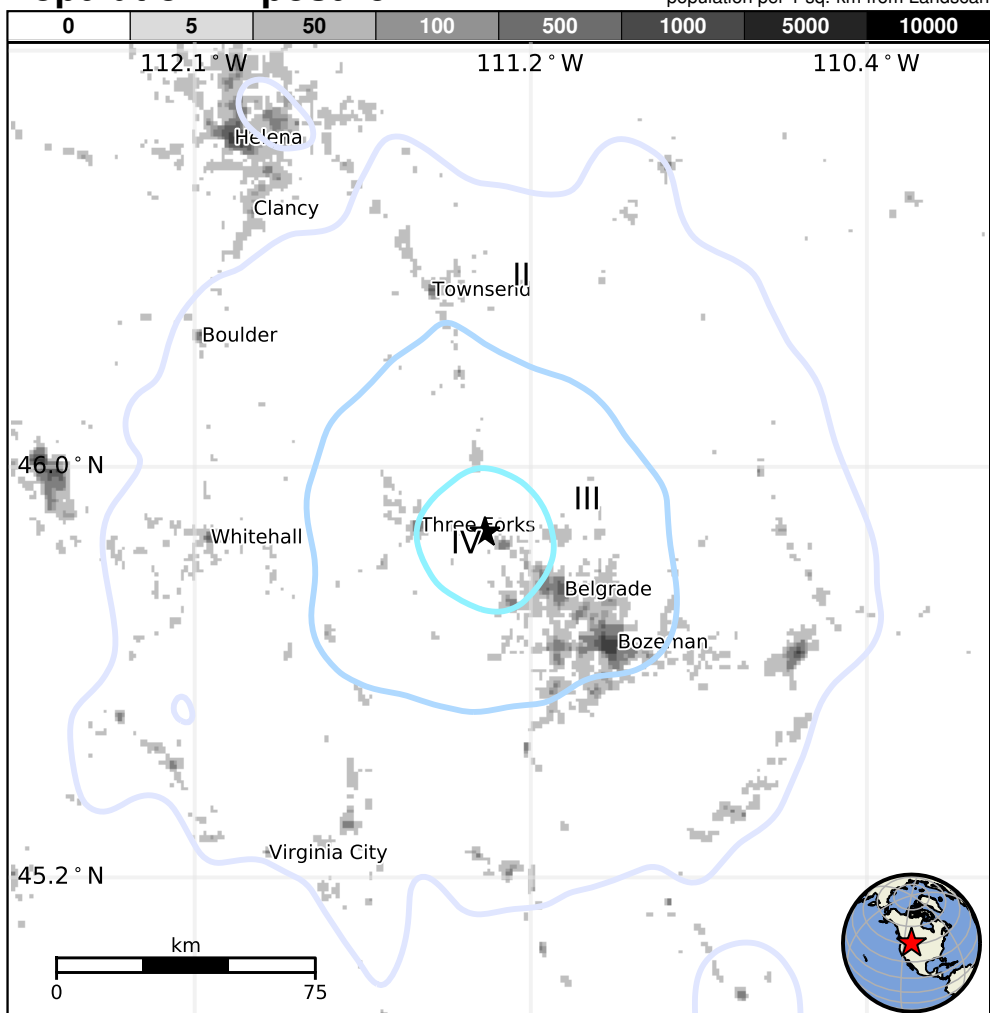 population per 1 sq. km from Landscan
0 5 50 100 500 1000 5000 10000
112.1°W 111.2°W 110.4°W
Helena
Clancy
II
Townsend
Boulder
46.0°N
III
Three Forks
IV
Whitehall
Belgrade
Bozeman
Virginia City
45.2°N
km
0 75